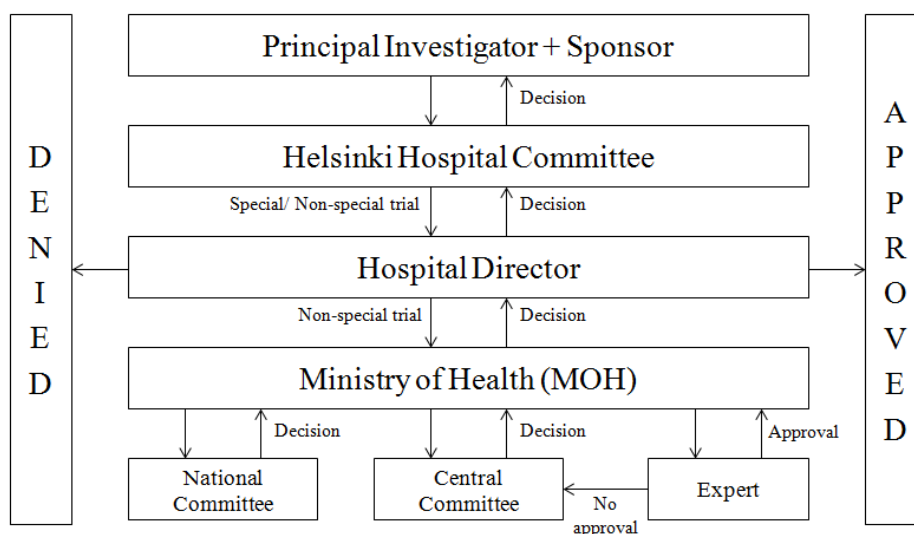 Principal Investigator + Sponsor
Decision
Helsinki Hospital Committee
Special/ Non-special trial
Decision
Hospital Director
Non-special trial
Decision
Ministry of Health (MOH)
Decision
Decision
Approval
National
Committee
Central
Committee
Expert
No
approval
D
E
N
I
E
D
A
P
P
R
O
V
E
D